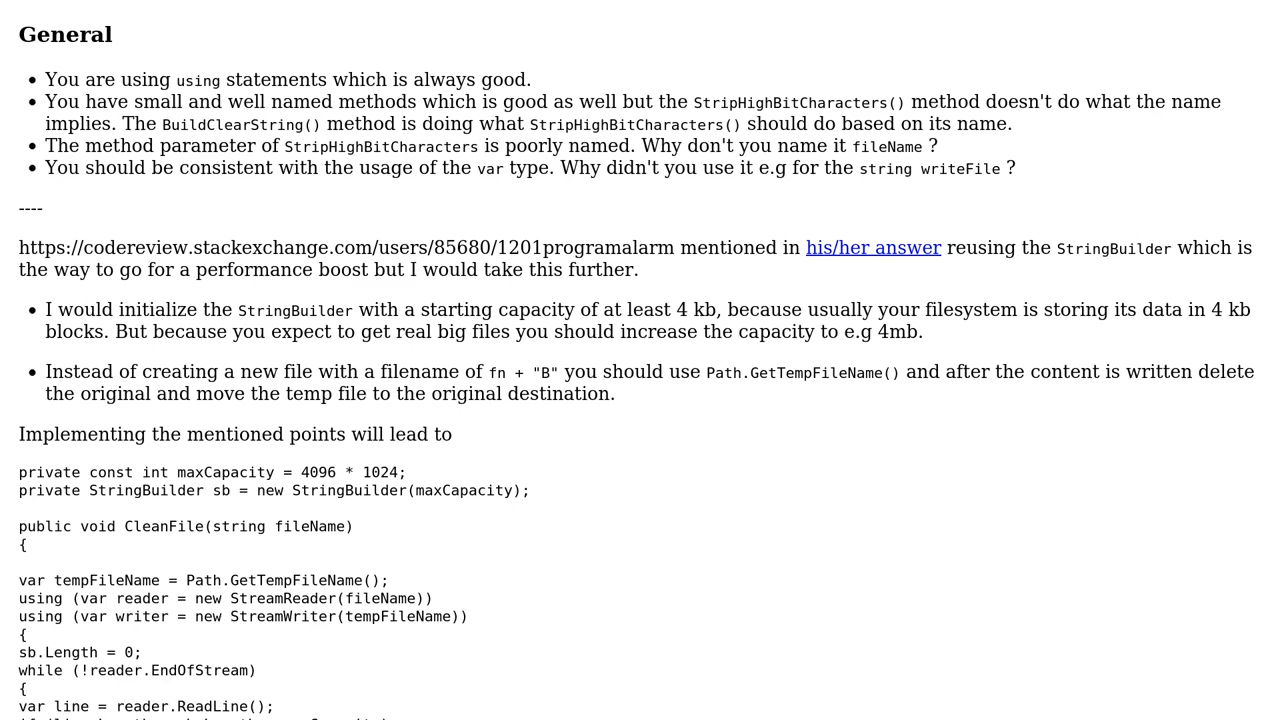 General
• You are using using statements which is always good.
• You have small and well named methods which is good as well but the StripHighBitCharacters() method doesn't do what the name
implies. The BuildClearString() method is doing what StripHighBitCharacters() should do based on its name.
• The method parameter of StripHighBitCharacters is poorly named. Why don't you name it fileName ?
• You should be consistent with the usage of the var type. Why didn't you use it e.g for the string writeFile ?
----
https://codereview.stackexchange.com/users/85680/1201programalarm mentioned in his/her answer reusing the StringBuilder which is
the way to go for a performance boost but I would take this further.
• I would initialize the StringBuilder with a starting capacity of at least 4 kb, because usually your filesystem is storing its data in 4 kb
blocks. But because you expect to get real big files you should increase the capacity to e.g 4mb.
• Instead of creating a new file with a filename of fn + "B" you should use Path.GetTempFileName() and after the content is written delete
the original and move the temp file to the original destination.
Implementing the mentioned points will lead to
private const int maxCapacity = 4096 * 1024;
private StringBuilder sb = new StringBuilder(maxCapacity);
public void CleanFile(string fileName)
{
var tempFileName = Path.GetTempFileName();
using (var reader = new StreamReader(fileName))
using (var writer = new StreamWriter(tempFileName))
{
sb.Length = 0;
while (!reader.EndOfStream)
{
var line = reader.ReadLine();